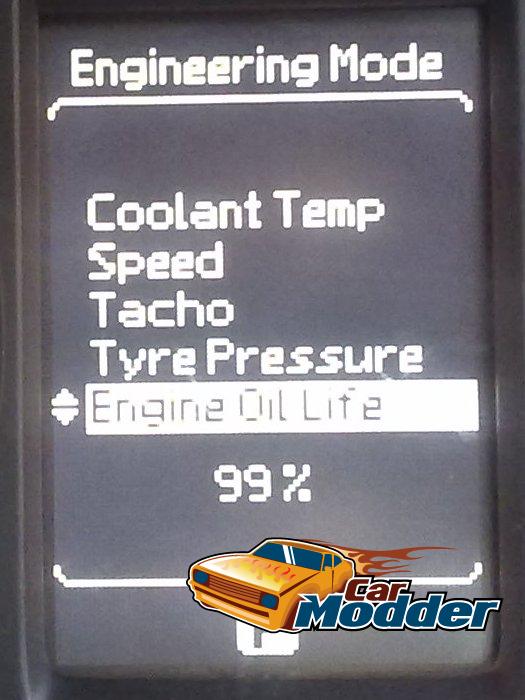 Engineering Mode
Coolant Temp
Speed
Tacho
Tyre Pressure
Engine Oil Life
99%
Car
Modder